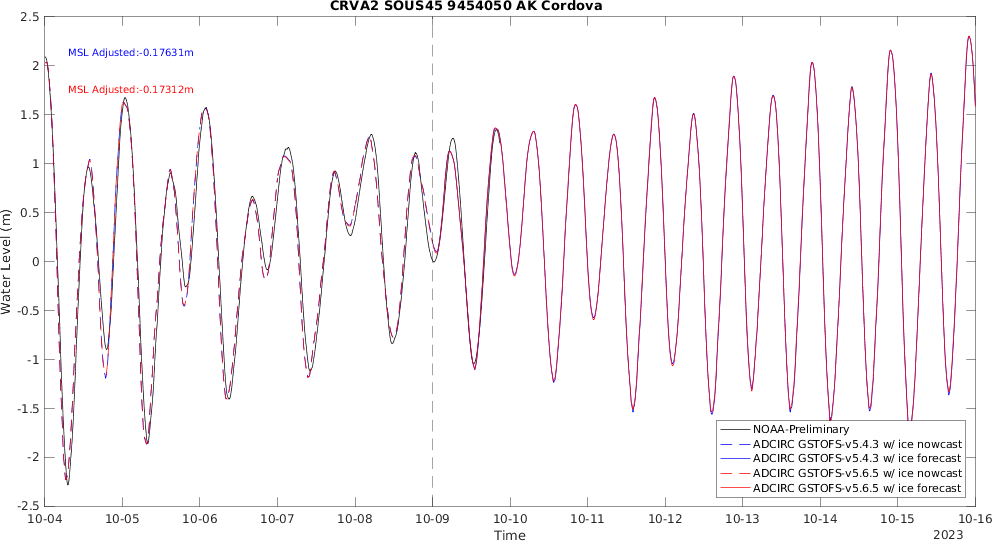 CRVA2 SOUS45 9454050 AK Cordova
MSL Adjusted:-0.17631m
MSL Adjusted:-0.17312m
Water Level (m)
2.5
2
1.5
1
0.5
0
-0.5
-1
-1.5
-2
-2.5
NOAA-Preliminary
ADCIRC GSTOFS-v5.4.3 w/ ice nowcast
ADCIRC GSTOFS-v5.4.3 w/ ice forecast
ADCIRC GSTOFS-v5.6.5 w/ ice nowcast
ADCIRC GSTOFS-v5.6.5 w/ ice forecast
10-04 10-05 10-06 10-07 10-08 10-09 10-10 10-11 10-12 10-13 10-14 10-15 10-16
Time
2023